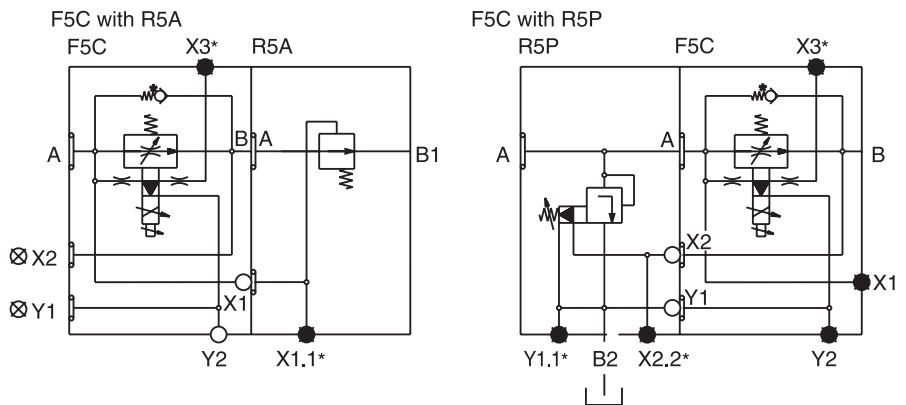 F5C with R5A
F5C X3* R5A
A B A B1
X2
X1
Y1
Y2 X1.1*
F5C with R5P
R5P F5C X3*
A A B
X2
X1
Y1
Y1.1* B2 X2.2* Y2